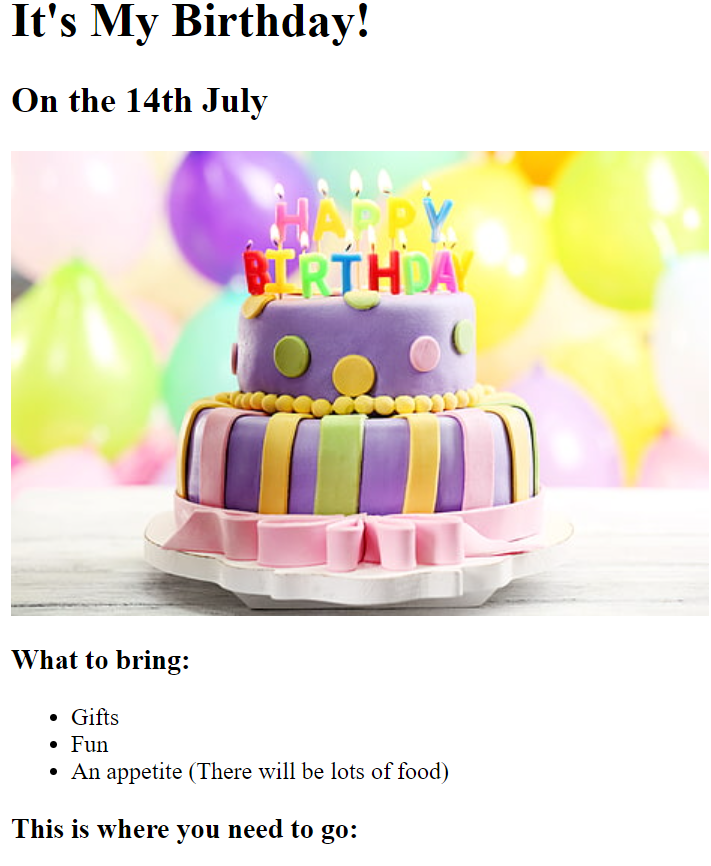 It's My Birthday!
On the 14th July
HAPPY
BIRTHDAY
What to bring:
Gifts
Fun
An appetite (There will be lots of food)
This is where you need to go: